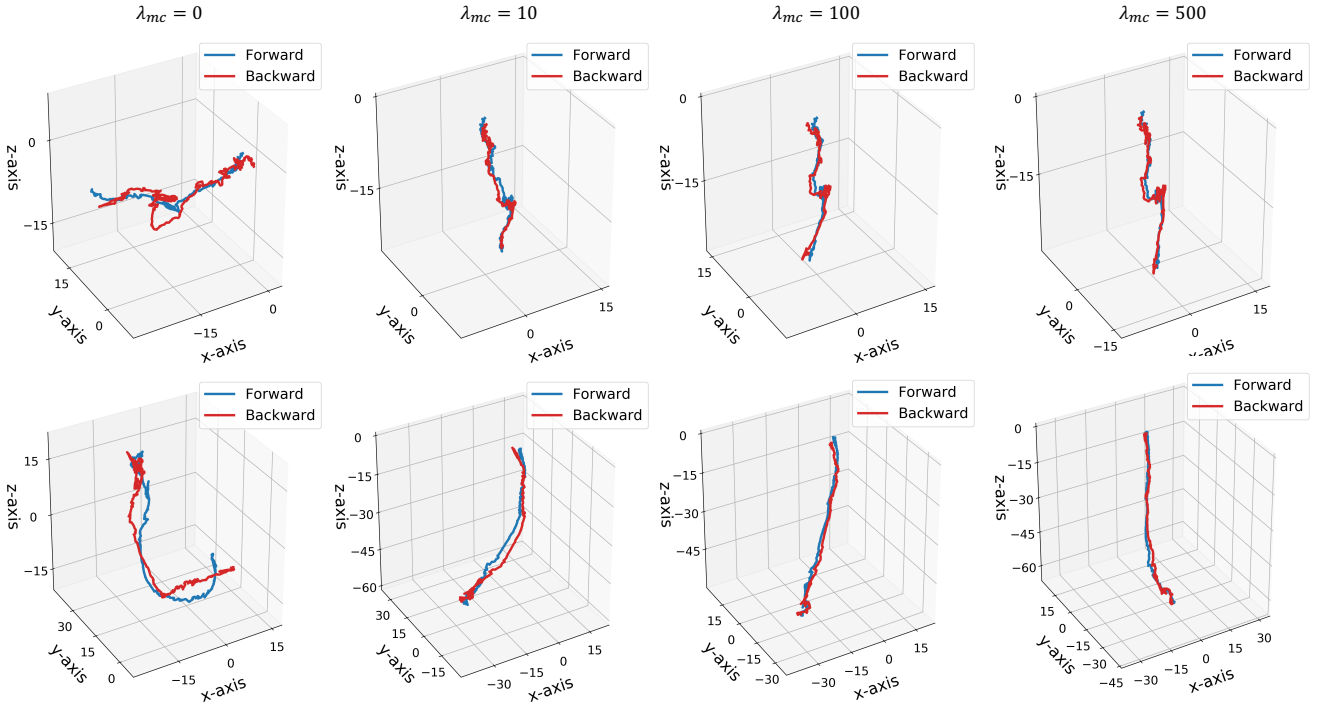 λmc = 0
λmc = 10
λmc = 100
λmc = 500
Forward
Backward
z-axis
0
−15
15
0
y-axis
−15
0
x-axis
Forward
Backward
z-axis
0
−15
0
y-axis
0
15
x-axis
Forward
Backward
z-axis
0
−15
15
0
y-axis
0
15
x-axis
Forward
Backward
z-axis
0
−15
0
−15
y-axis
0
15
x-axis
Forward
Backward
z-axis
15
0
−15
30
15
0
y-axis
−15
0
15
x-axis
Forward
Backward
z-axis
0
−15
−30
−45
−60
30
15
0
−15
y-axis
−30
−15
0
15
x-axis
Forward
Backward
z-axis
0
−15
−30
−45
15
0
−15
−30
y-axis
−30
−15
0
15
x-axis
Forward
Backward
z-axis
0
−15
−30
−45
−60
15
0
−15
−30
−45
y-axis
−30
−15
0
15
30
x-axis